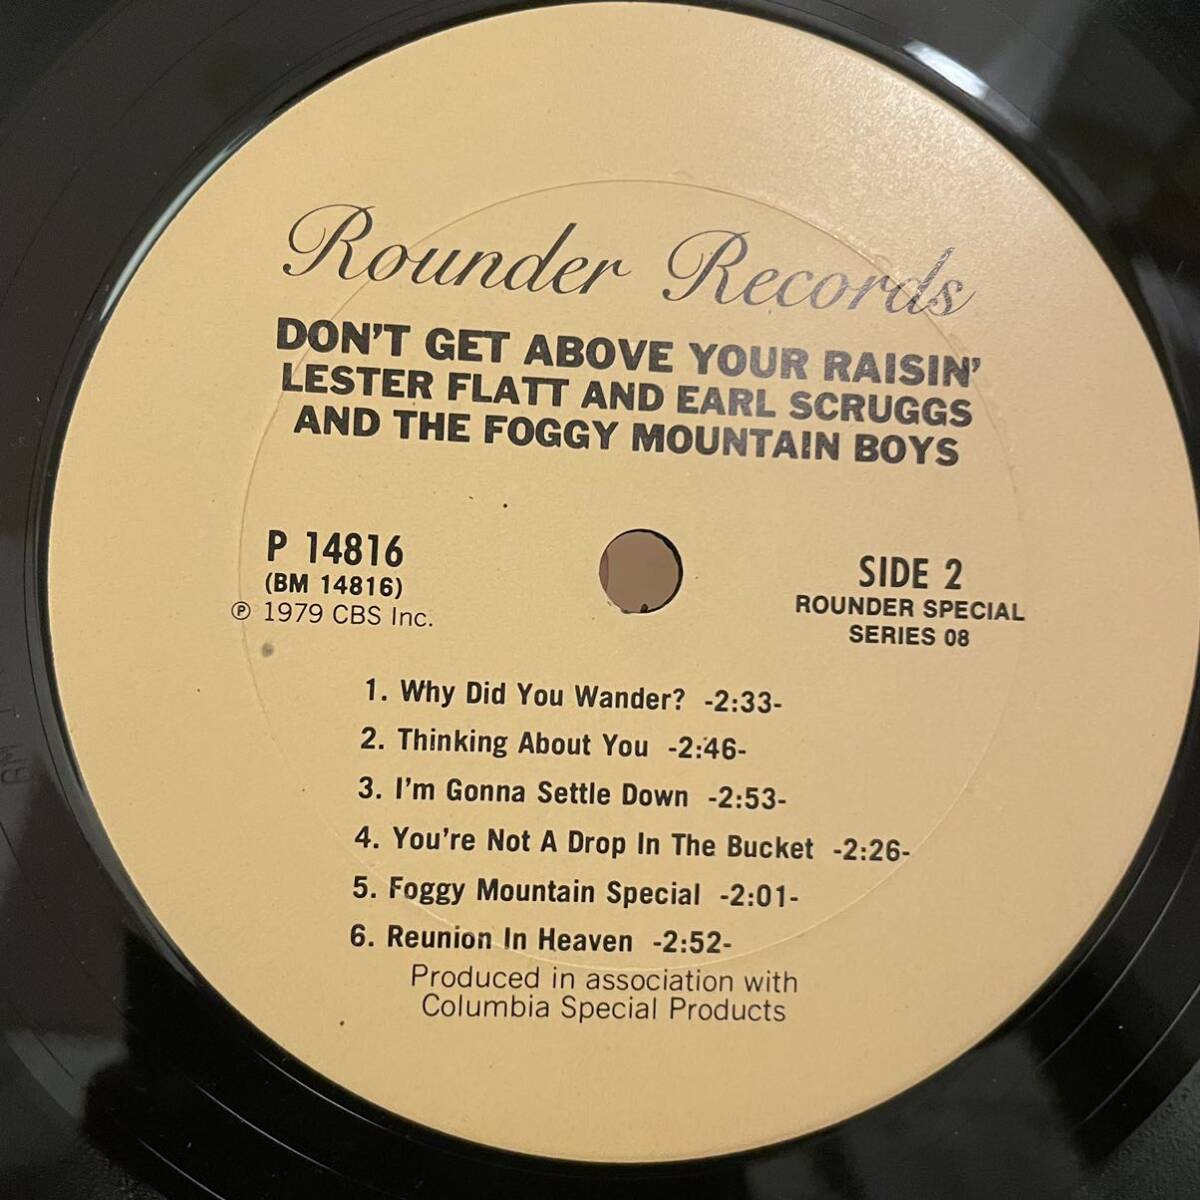 Rounder Records
DON'T GET ABOVE YOUR RAISIN'
LESTER FLATT AND EARL SCRUGGS
AND THE FOGGY MOUNTAIN BOYS
P 14816
(BM 14816)
℗ 1979 CBS Inc.
SIDE 2
ROUNDER SPECIAL
SERIES 08
1. Why Did You Wander? -2:33-
2. Thinking About You -2:46-
3. I'm Gonna Settle Down -2:53-
4. You're Not A Drop In The Bucket -2:26-
5. Foggy Mountain Special -2:01-
6. Reunion In Heaven -2:52-
Produced in association with
Columbia Special Products